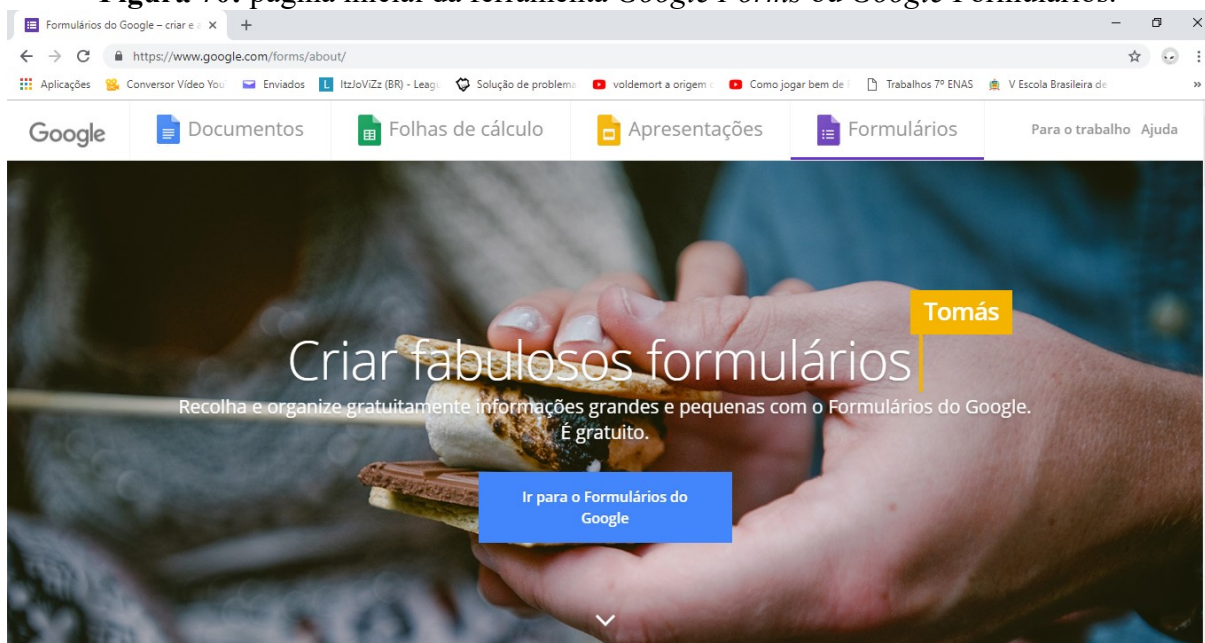 Figura 70: página inicial da ferramenta Google Forms ou Google Formulários.
Formulários do Google – criar e a
https://www.google.com/forms/about/
Aplicações Conversor Vídeo You Enviados ItzJoViZz (BR) - Leagu Solução de problema voldemort a origem Como jogar bem de Trabalhos 7º ENAS V Escola Brasileira de
Google Documentos Folhas de cálculo Apresentações Formulários Para o trabalho Ajuda
Tomás
Criar fabulosos formulários
Recolha e organize gratuitamente informações grandes e pequenas com o Formulários do Google.
É gratuito.
Ir para o Formulários do
Google